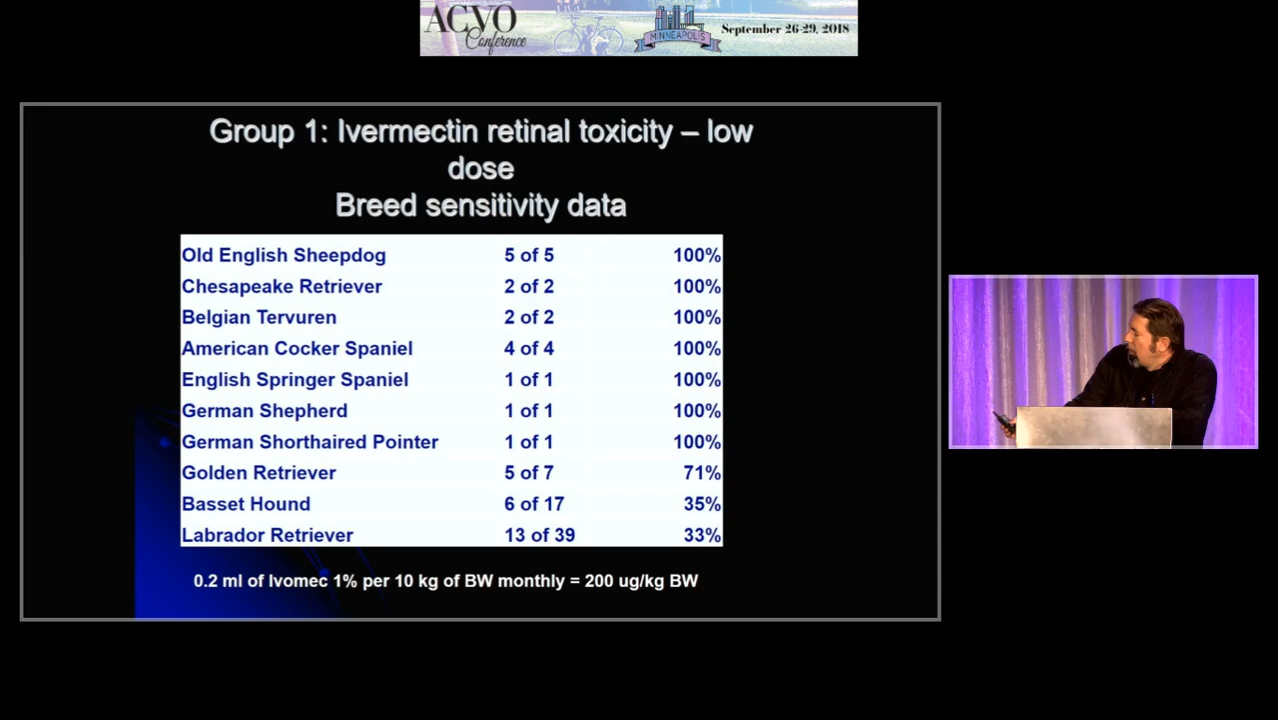 ACVO
Conference
MINNEAPOLIS
September 26-29, 2018
Group 1: Ivermectin retinal toxicity – low
dose
Breed sensitivity data
Old English Sheepdog 5 of 5 100%
Chesapeake Retriever 2 of 2 100%
Belgian Tervuren 2 of 2 100%
American Cocker Spaniel 4 of 4 100%
English Springer Spaniel 1 of 1 100%
German Shepherd 1 of 1 100%
German Shorthaired Pointer 1 of 1 100%
Golden Retriever 5 of 7 71%
Basset Hound 6 of 17 35%
Labrador Retriever 13 of 39 33%
0.2 ml of Ivomec 1% per 10 kg of BW monthly = 200 ug/kg BW